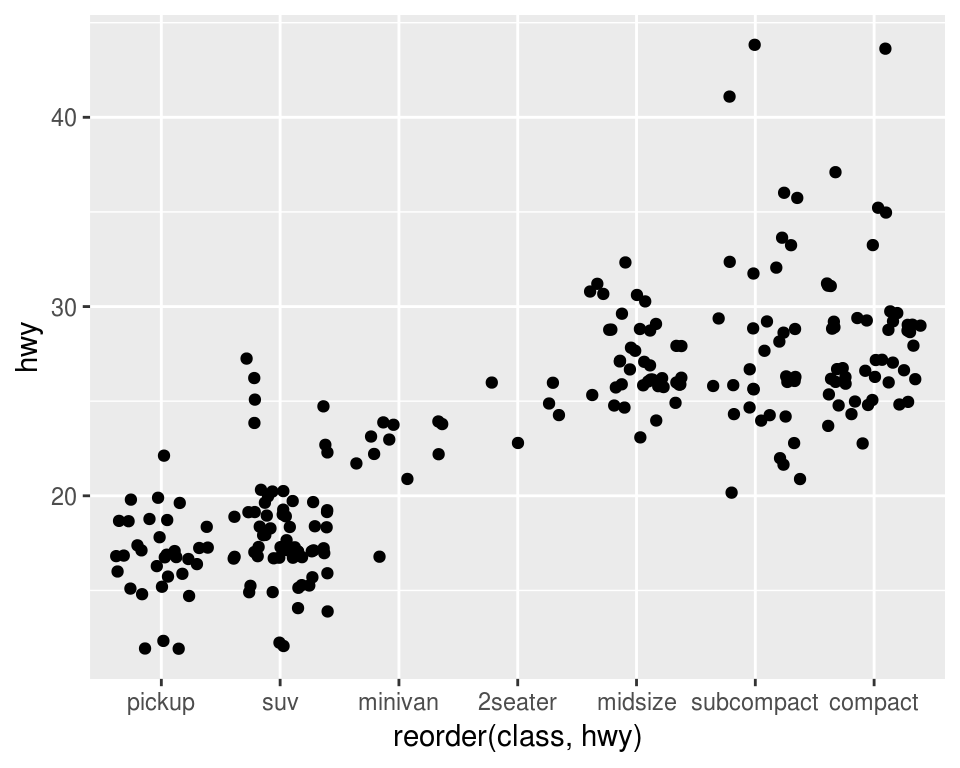 hwy
40
30
20
pickup suv minivan 2seater midsize subcompact compact
reorder(class, hwy)